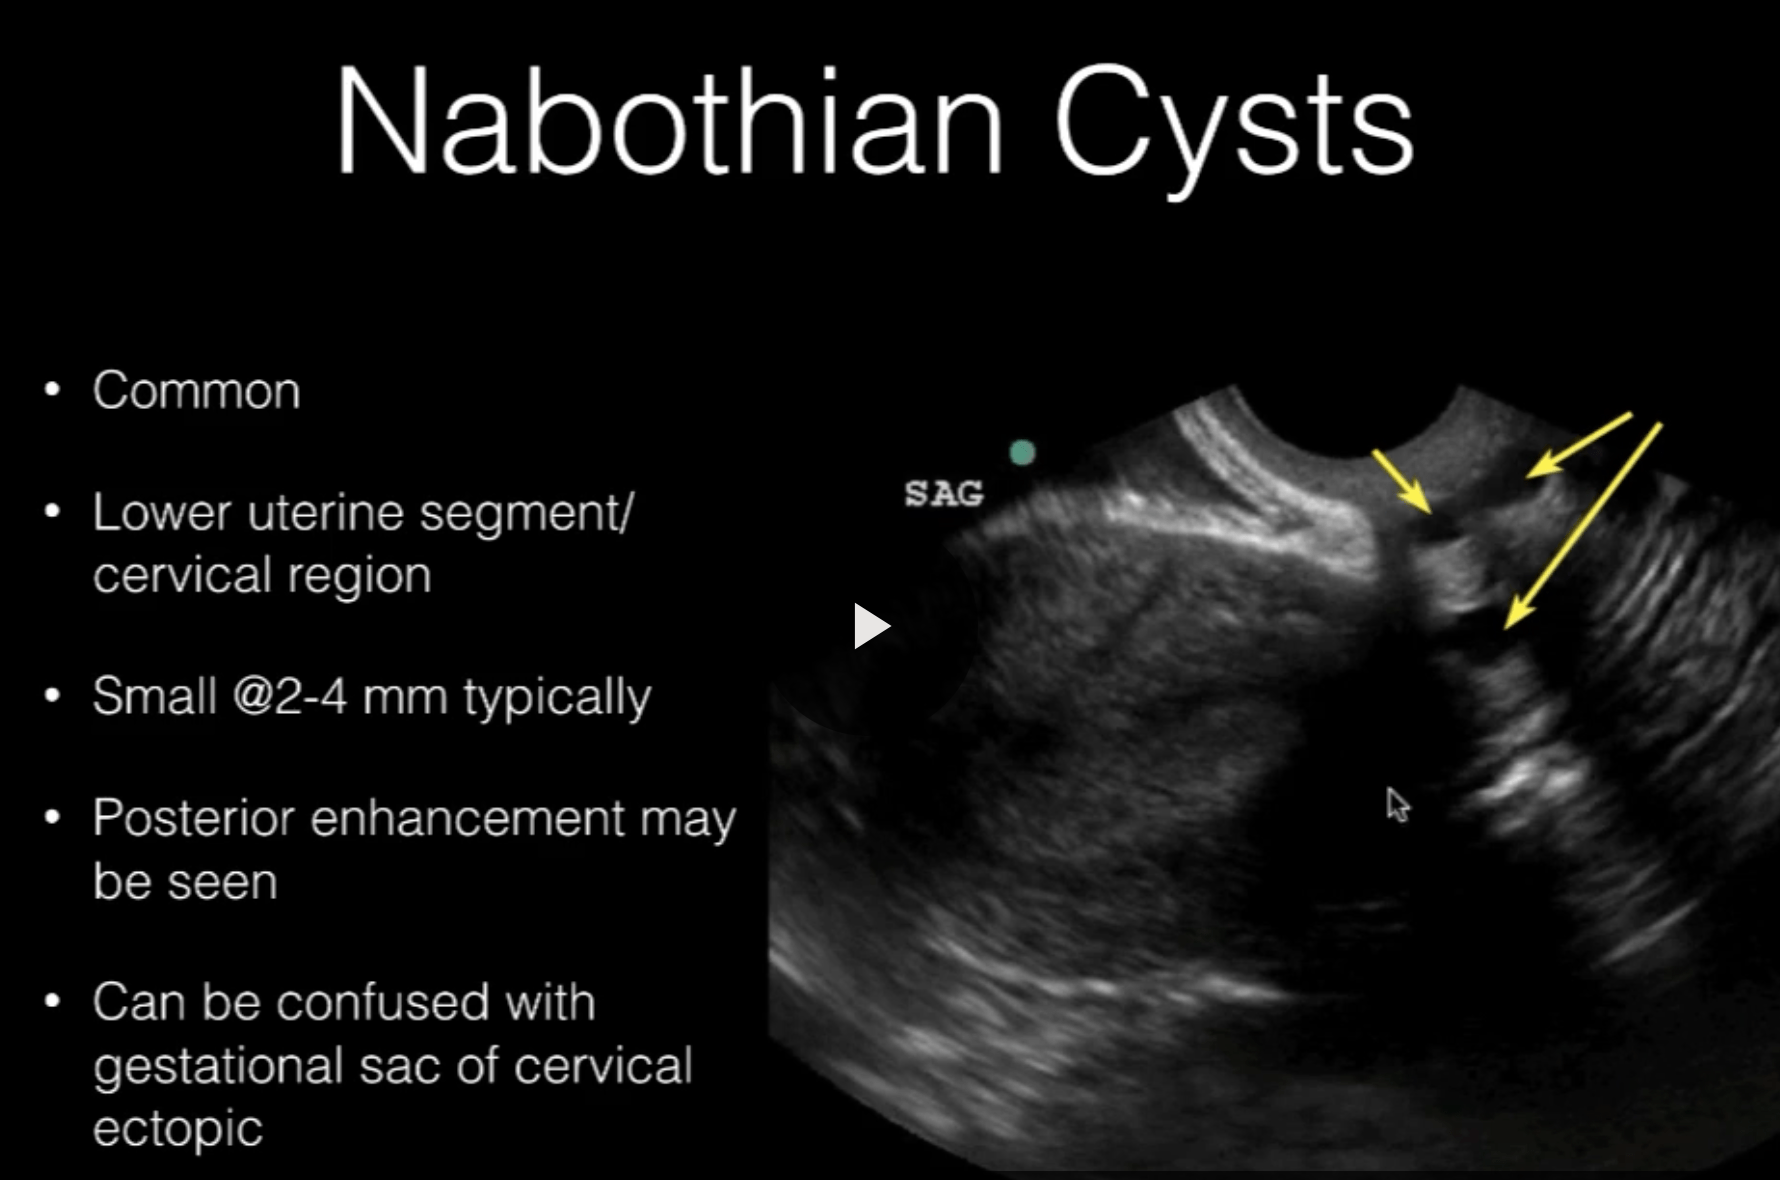 Nabothian Cysts
• Common
• Lower uterine segment/
cervical region
• Small @2-4 mm typically
• Posterior enhancement may
be seen
• Can be confused with
gestational sac of cervical
ectopic
SAG